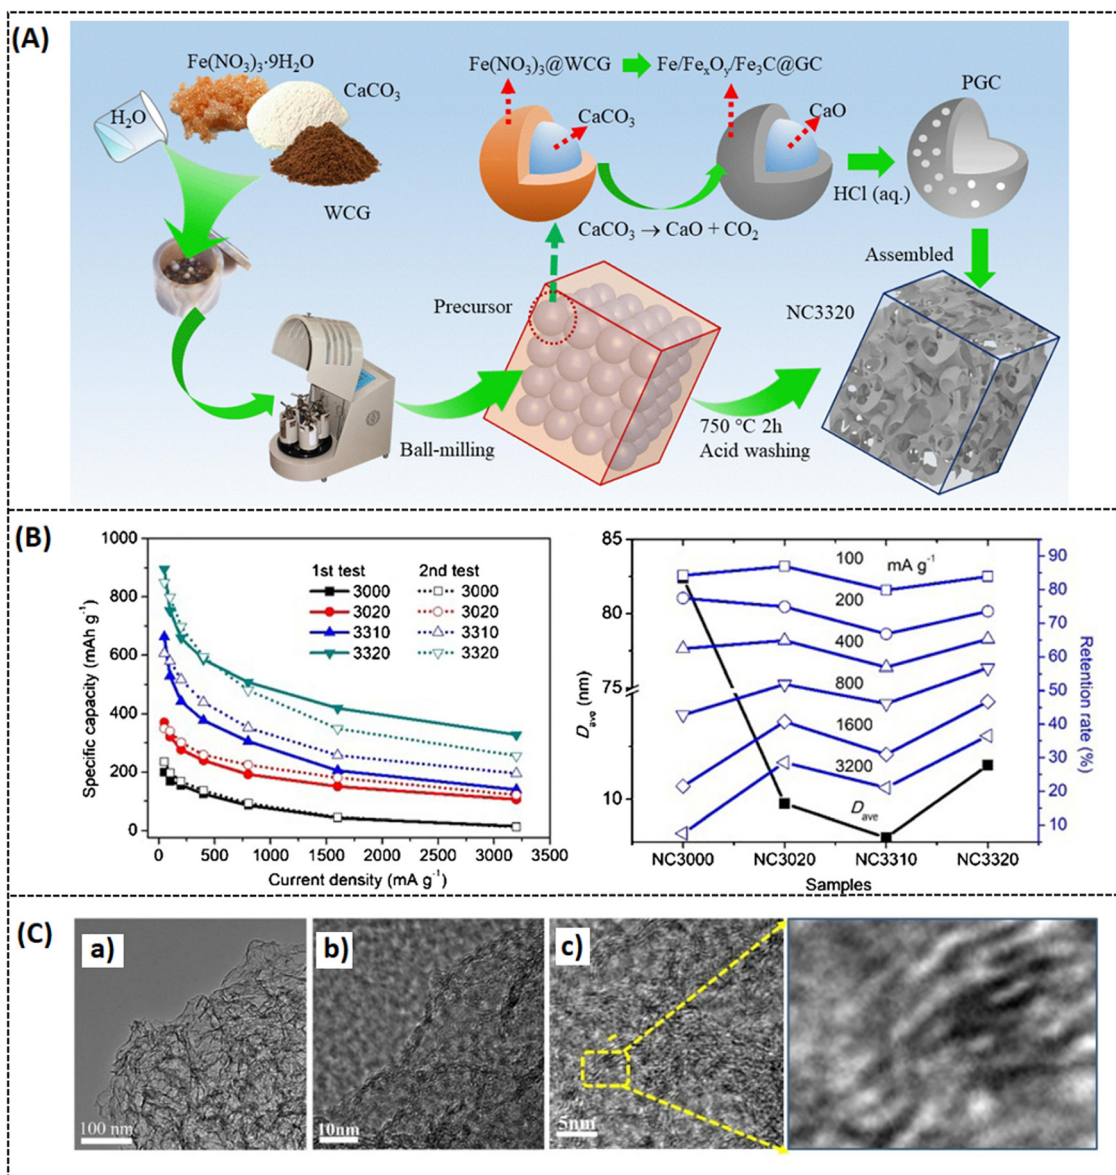 (A)
Fe(NO₃)₃·9H₂O
CaCO₃
H₂O
WCG
Fe(NO₃)₃@WCG
Fe/FeₓOᵧ/Fe₃C@GC
PGC
CaCO₃
CaO
HCl (aq.)
CaCO₃ → CaO + CO₂
Assembled
Precursor
NC3320
Ball-milling
750 °C 2h
Acid washing
(B)
1000
800
600
400
200
0
Specific capacity (mAh g⁻¹)
1st test 2nd test
3000 3000
3020 3020
3310 3310
3320 3320
0 500 1000 1500 2000 2500 3000 3500
Current density (mA g⁻¹)
85
80
75
10
Dave (nm)
100 mA g⁻¹
200
400
800
1600
3200
Dave
90
80
70
60
50
40
30
20
10
Retention rate (%)
NC3000 NC3020 NC3310 NC3320
Samples
(C)
a)
100 nm
b)
10nm
c)
5nm